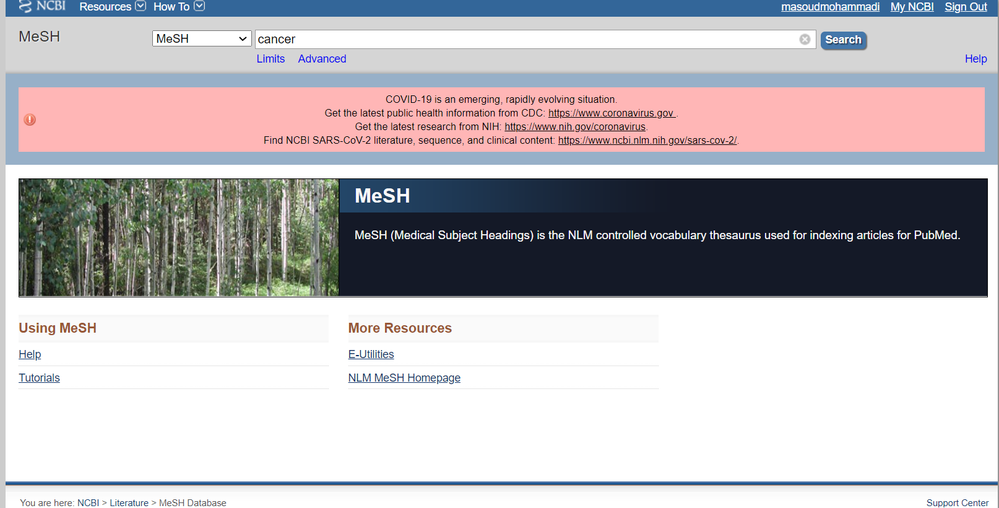 NCBI Resources How To masoudmohammadi My NCBI Sign Out
MeSH MeSH cancer Search
Limits Advanced Help
COVID-19 is an emerging, rapidly evolving situation.
Get the latest public health information from CDC: https://www.coronavirus.gov .
Get the latest research from NIH: https://www.nih.gov/coronavirus.
Find NCBI SARS-CoV-2 literature, sequence, and clinical content: https://www.ncbi.nlm.nih.gov/sars-cov-2/.
MeSH
MeSH (Medical Subject Headings) is the NLM controlled vocabulary thesaurus used for indexing articles for PubMed.
Using MeSH
Help
Tutorials
More Resources
E-Utilities
NLM MeSH Homepage
You are here: NCBI > Literature > MeSH Database
Support Center